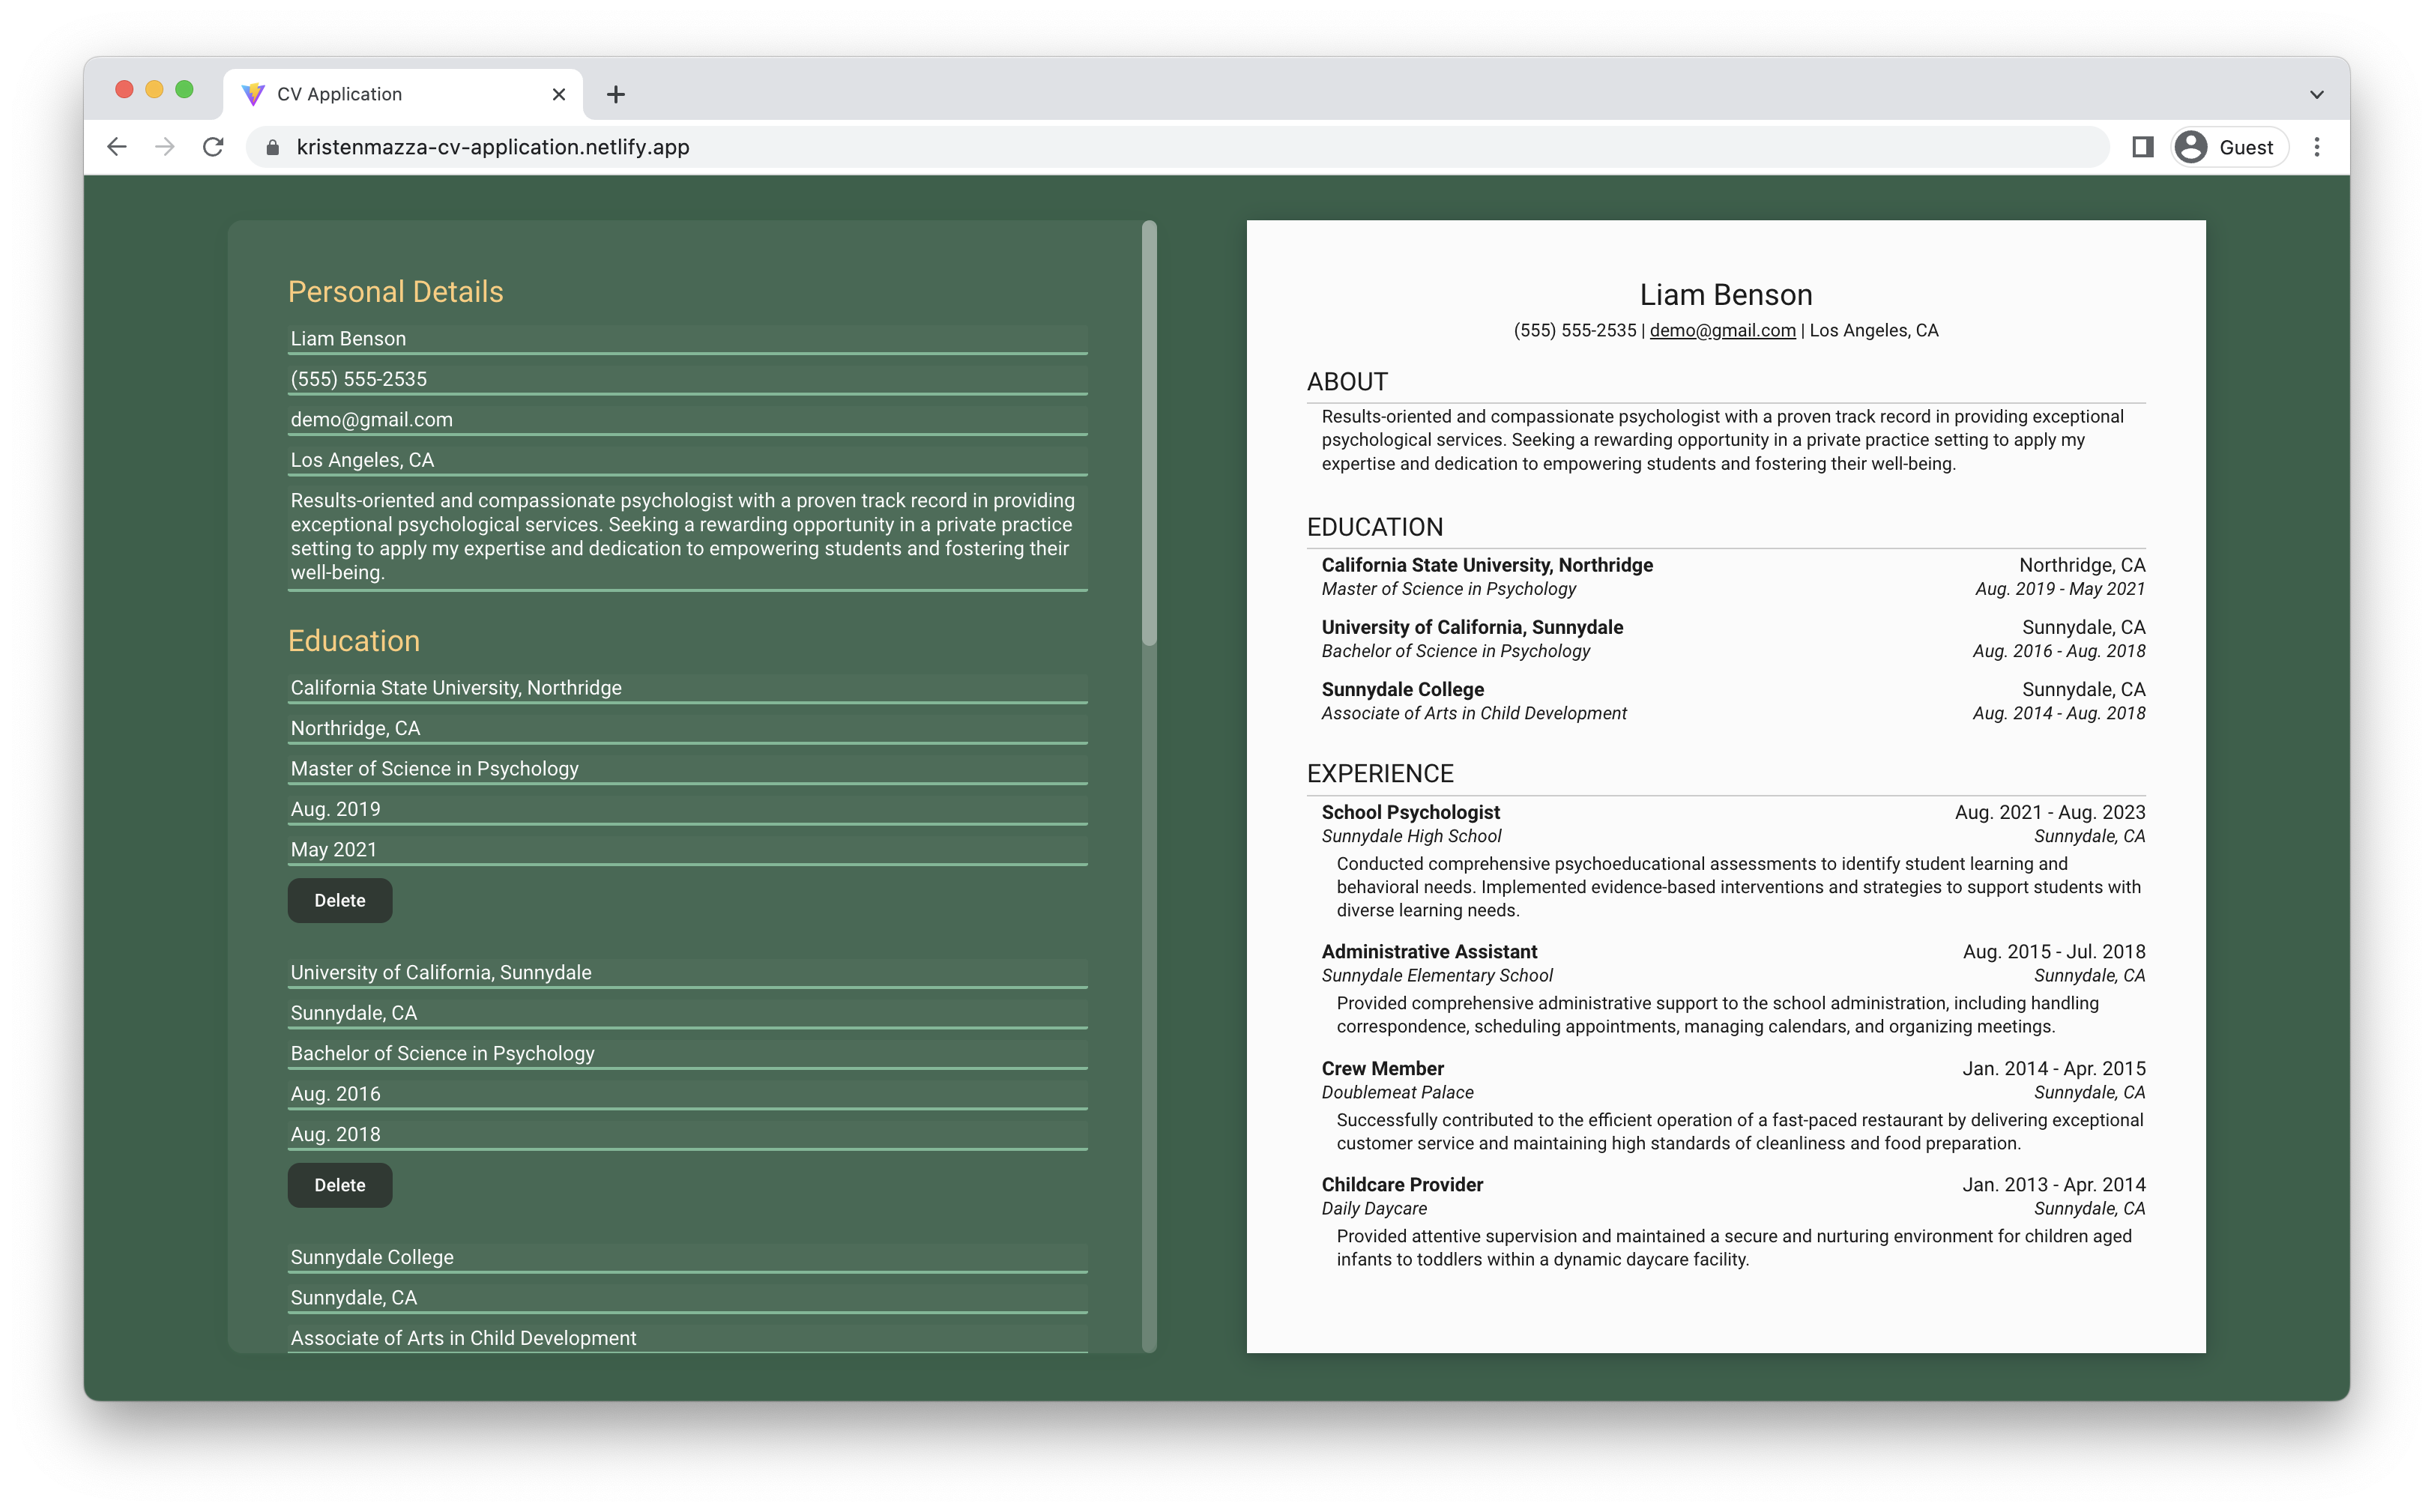 CV Application
kristenmazza-cv-application.netlify.app
Guest
Personal Details
Liam Benson
(555) 555-2535
demo@gmail.com
Los Angeles, CA
Results-oriented and compassionate psychologist with a proven track record in providing
exceptional psychological services. Seeking a rewarding opportunity in a private practice
setting to apply my expertise and dedication to empowering students and fostering their
well-being.
Education
California State University, Northridge
Northridge, CA
Master of Science in Psychology
Aug. 2019
May 2021
Delete
University of California, Sunnydale
Sunnydale, CA
Bachelor of Science in Psychology
Aug. 2016
Aug. 2018
Delete
Sunnydale College
Sunnydale, CA
Associate of Arts in Child Development
Liam Benson
(555) 555-2535 | demo@gmail.com | Los Angeles, CA
ABOUT
Results-oriented and compassionate psychologist with a proven track record in providing exceptional
psychological services. Seeking a rewarding opportunity in a private practice setting to apply my
expertise and dedication to empowering students and fostering their well-being.
EDUCATION
California State University, Northridge Northridge, CA
Master of Science in Psychology Aug. 2019 - May 2021
University of California, Sunnydale Sunnydale, CA
Bachelor of Science in Psychology Aug. 2016 - Aug. 2018
Sunnydale College Sunnydale, CA
Associate of Arts in Child Development Aug. 2014 - Aug. 2018
EXPERIENCE
School Psychologist Aug. 2021 - Aug. 2023
Sunnydale High School Sunnydale, CA
Conducted comprehensive psychoeducational assessments to identify student learning and
behavioral needs. Implemented evidence-based interventions and strategies to support students with
diverse learning needs.
Administrative Assistant Aug. 2015 - Jul. 2018
Sunnydale Elementary School Sunnydale, CA
Provided comprehensive administrative support to the school administration, including handling
correspondence, scheduling appointments, managing calendars, and organizing meetings.
Crew Member Jan. 2014 - Apr. 2015
Doublemeat Palace Sunnydale, CA
Successfully contributed to the efficient operation of a fast-paced restaurant by delivering exceptional
customer service and maintaining high standards of cleanliness and food preparation.
Childcare Provider Jan. 2013 - Apr. 2014
Daily Daycare Sunnydale, CA
Provided attentive supervision and maintained a secure and nurturing environment for children aged
infants to toddlers within a dynamic daycare facility.